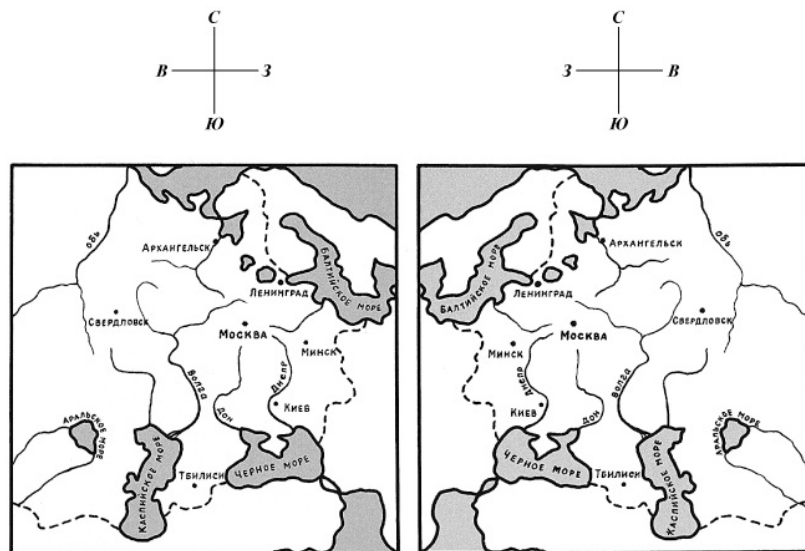 С
В
З
Ю
ОБЬ
АРХАНГЕЛЬСК
БАЛТИЙСКОЕ МОРЕ
ЛЕНИНГРАД
СВЕРДЛОВСК
МОСКВА
МИНСК
ВОЛГА
ДНЕПР
ДОН
КИЕВ
АРАЛЬСКОЕ
МОРЕ
КАСПИЙСКОЕ МОРЕ
ЧЕРНОЕ МОРЕ
ТБИЛИСИ
С
З
В
Ю
ОБЬ
АРХАНГЕЛЬСК
БАЛТИЙСКОЕ МОРЕ
ЛЕНИНГРАД
СВЕРДЛОВСК
МОСКВА
МИНСК
ДНЕПР
ВОЛГА
КИЕВ
ДОН
АРАЛЬСКОЕ МОРЕ
ЧЕРНОЕ МОРЕ
КАСПИЙСКОЕ МОРЕ
ТБИЛИСИ